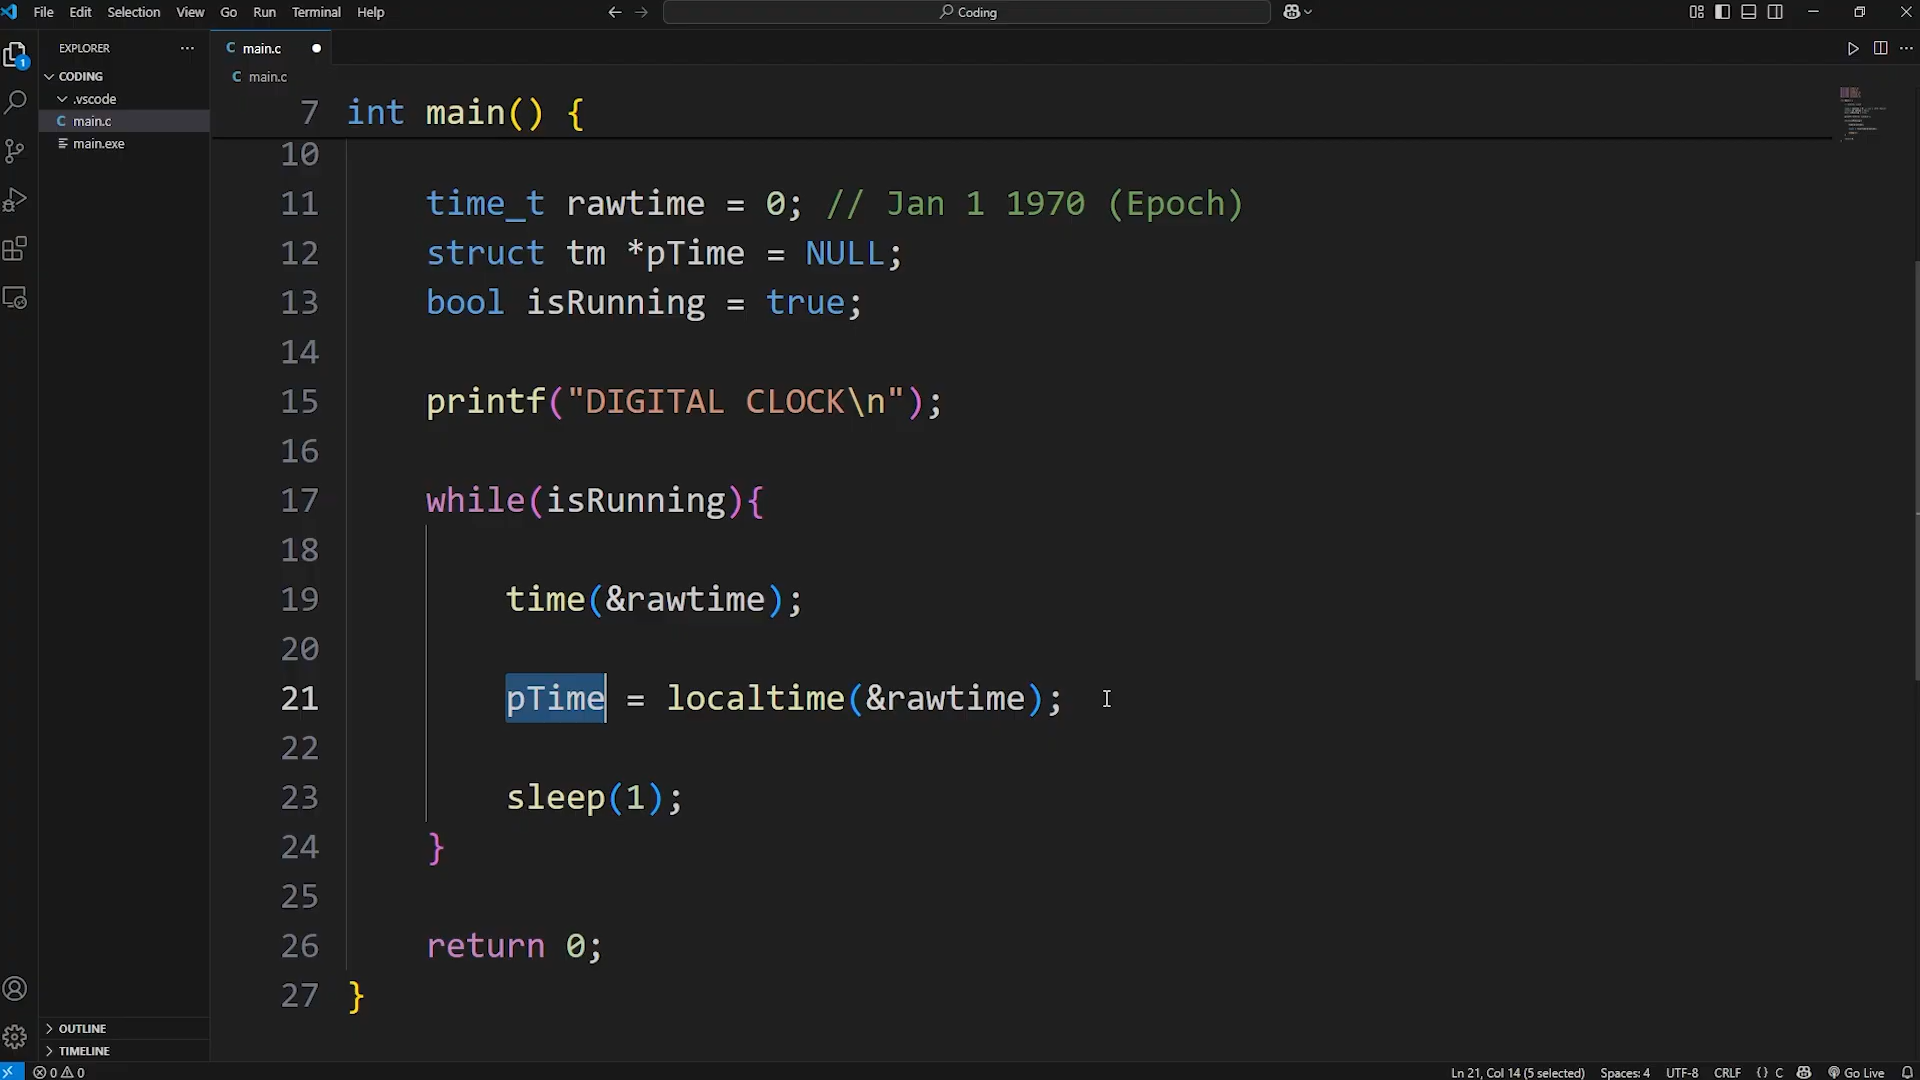 File Edit Selection View Go Run Terminal Help
Coding
EXPLORER
CODING
.vscode
C main.c
main.exe
OUTLINE
TIMELINE
1
C main.c
C main.c
7 int main() {
10
11 time_t rawtime = 0; // Jan 1 1970 (Epoch)
12 struct tm *pTime = NULL;
13 bool isRunning = true;
14
15 printf("DIGITAL CLOCK\n");
16
17 while(isRunning){
18
19 time(&rawtime);
20
21 pTime = localtime(&rawtime);
22
23 sleep(1);
24 }
25
26 return 0;
27 }
0 0
Ln 21, Col 14 (5 selected) Spaces: 4 UTF-8 CRLF {} C Go Live